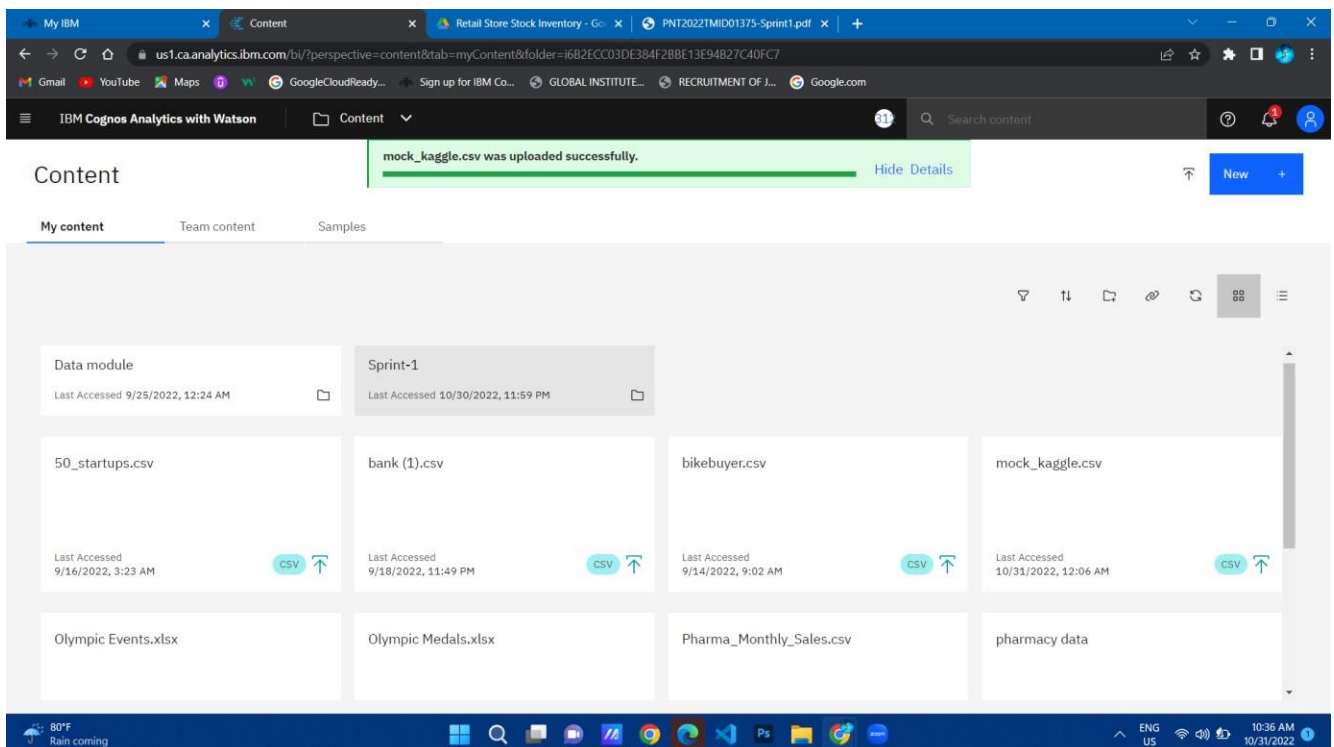 My IBM
Content
Retail Store Stock Inventory - Go
PNT2022TMID01375-Sprint1.pdf
us1.ca.analytics.ibm.com/bi/?perspective=content&tab=myContent&folder=i6B2ECC03DE384F2BBE13E94B27C40FC7
Gmail YouTube Maps GoogleCloudReady... Sign up for IBM Co... GLOBAL INSTITUTE... RECRUITMENT OF J... Google.com
IBM Cognos Analytics with Watson Content Search content 1
mock_kaggle.csv was uploaded successfully.
Hide Details
Content
New +
My content Team content Samples
Data module Sprint-1
Last Accessed 9/25/2022, 12:24 AM Last Accessed 10/30/2022, 11:59 PM
50_startups.csv bank (1).csv bikebuyer.csv mock_kaggle.csv
Last Accessed Last Accessed Last Accessed Last Accessed
9/16/2022, 3:23 AM CSV 9/18/2022, 11:49 PM CSV 9/14/2022, 9:02 AM CSV 10/31/2022, 12:06 AM CSV
Olympic Events.xlsx Olympic Medals.xlsx Pharma_Monthly_Sales.csv pharmacy data
80°F ENG 10:36 AM
Rain coming Ps zoom US 10/31/2022 1